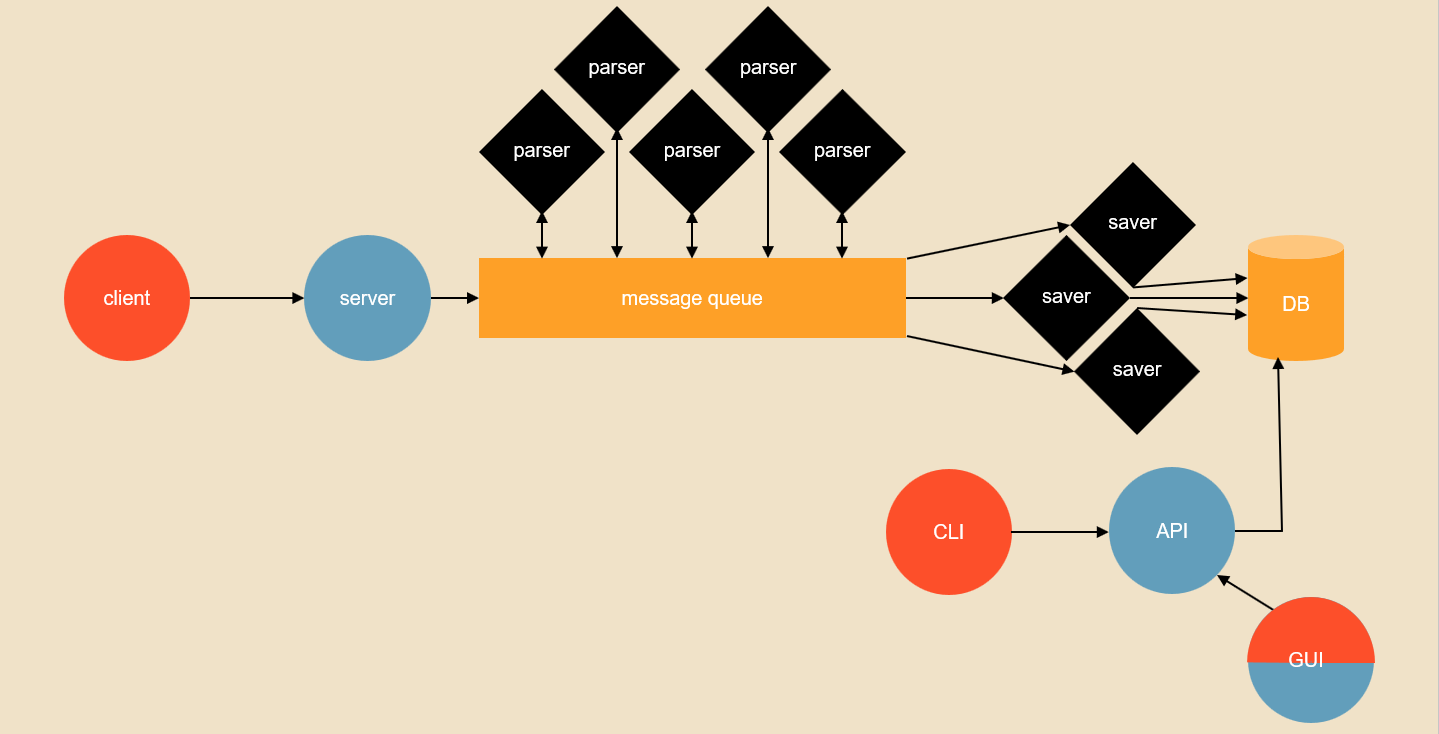 parser
parser
parser
parser
parser
saver
client
server
message queue
saver
DB
saver
CLI
API
GUI